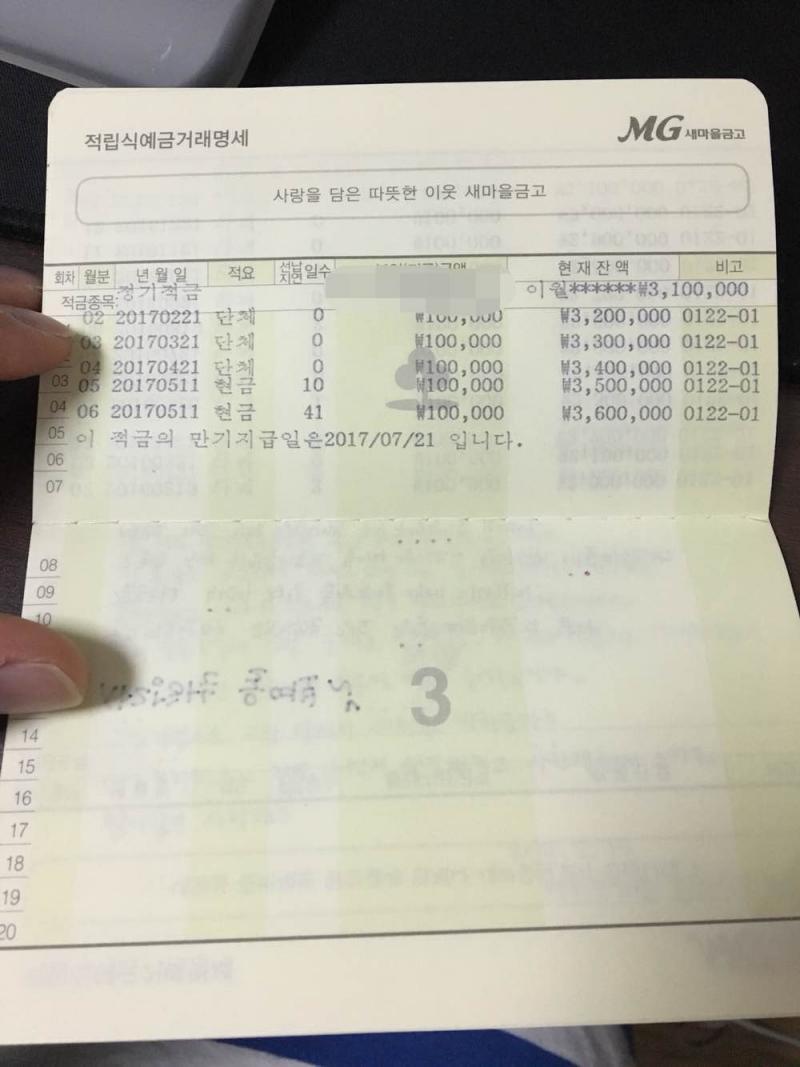 적립식예금거래명세
MG 새마을금고
사랑을 담은 따뜻한 이웃 새마을금고
회차 월분 년월일 적요 선납 지연 일수 현재잔액 비고
적금종목: 정기적금 이월******₩3,100,000
02 20170221 단체 0 ₩100,000 ₩3,200,000 0122-01
03 20170321 단체 0 ₩100,000 ₩3,300,000 0122-01
04 20170421 단체 0 ₩100,000 ₩3,400,000 0122-01
03 05 20170511 현금 10 ₩100,000 ₩3,500,000 0122-01
04 06 20170511 현금 41 ₩100,000 ₩3,600,000 0122-01
05 이 적금의 만기지급일은2017/07/21 입니다.
06
07
08
09
10
3
14
15
16
17
18
19
20